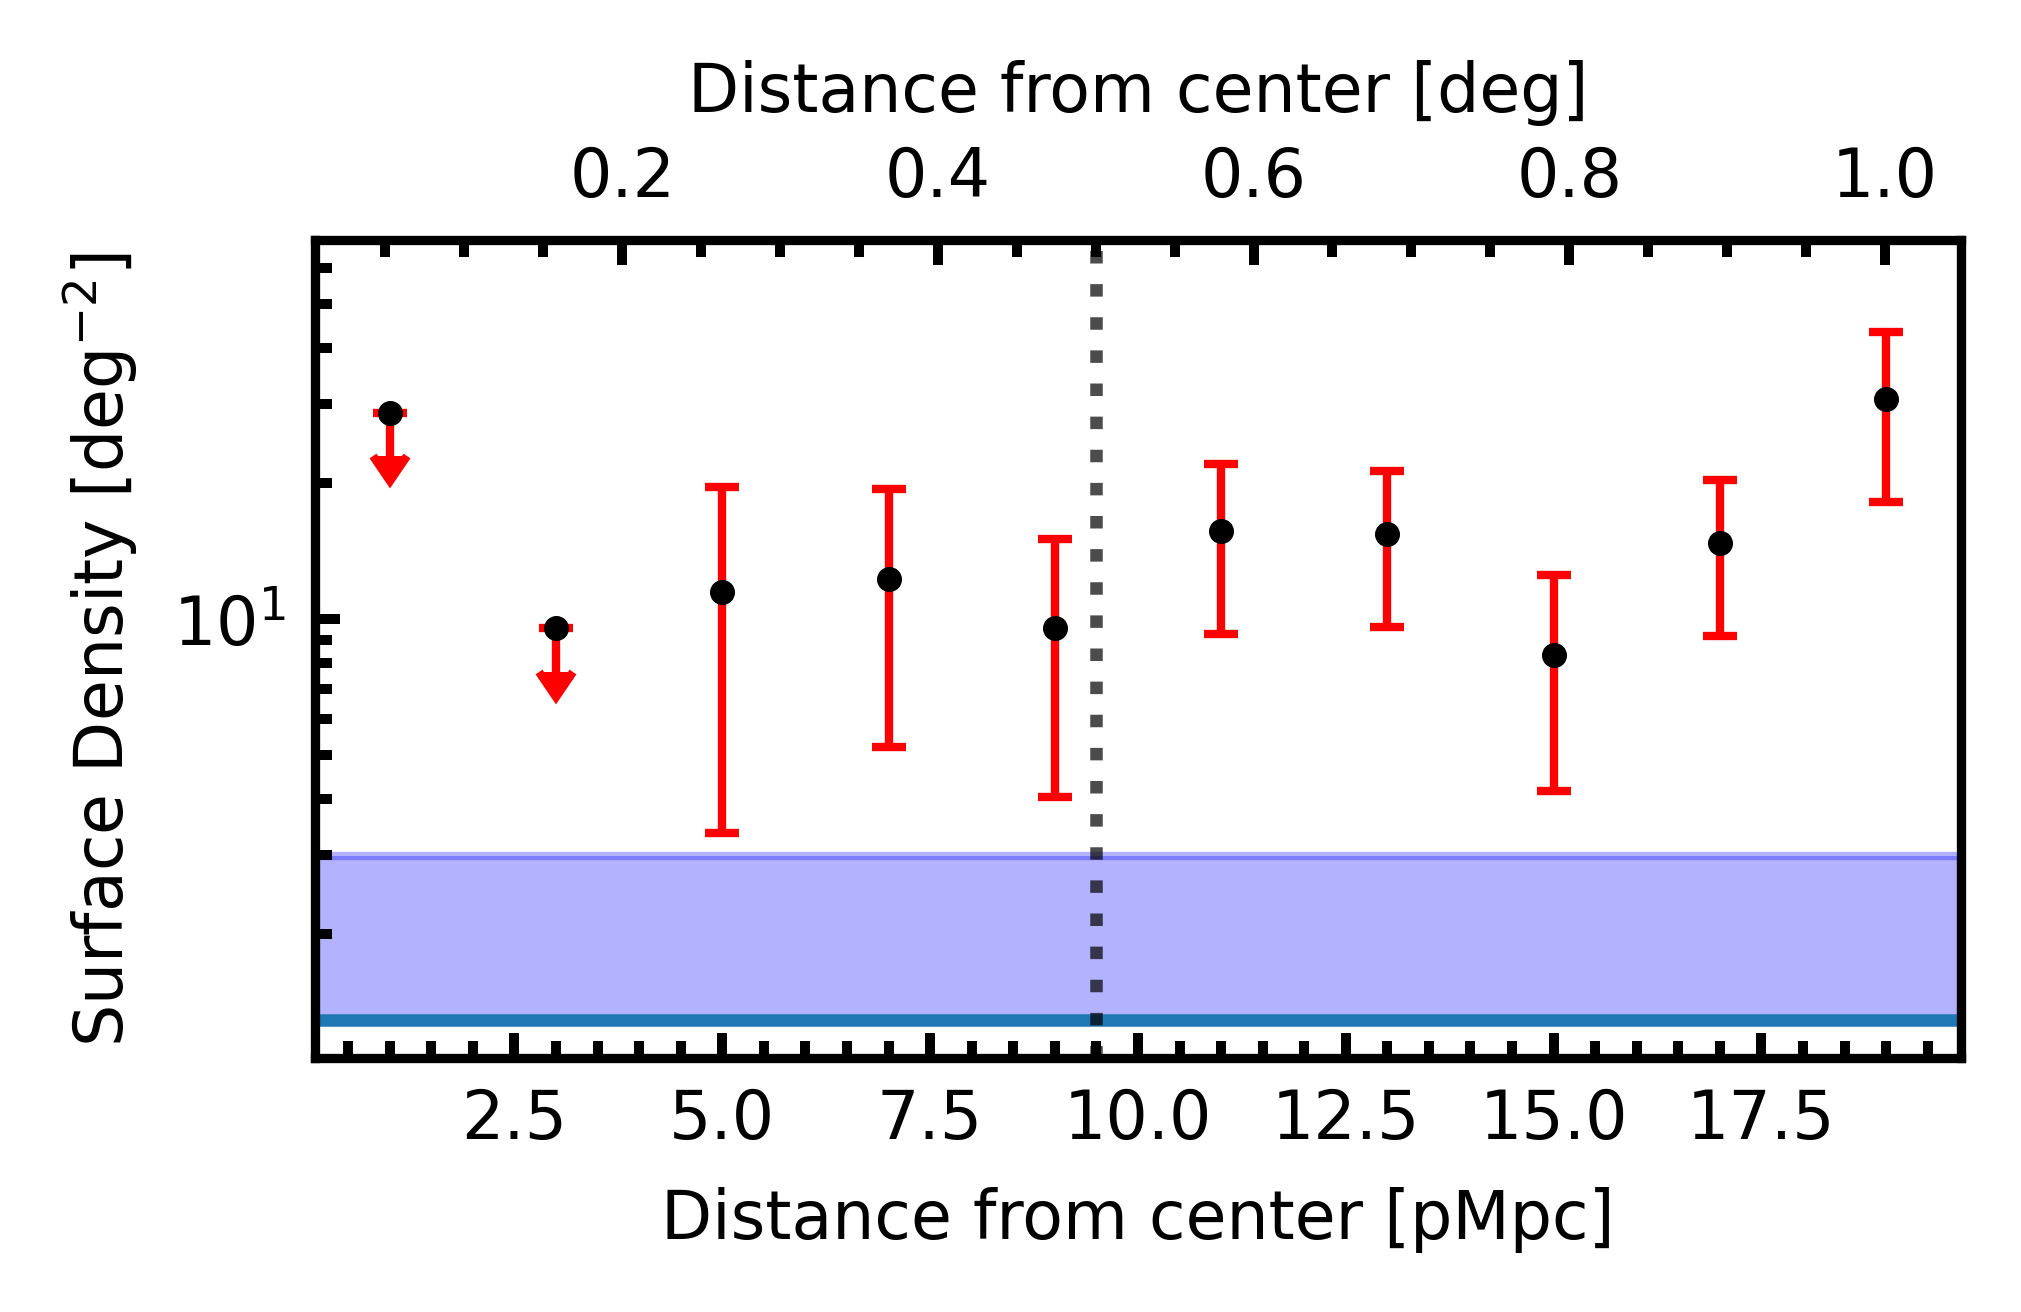 Distance from center [deg]
0.2 0.4 0.6 0.8 1.0
Surface Density [deg⁻²]
10¹
2.5 5.0 7.5 10.0 12.5 15.0 17.5
Distance from center [pMpc]